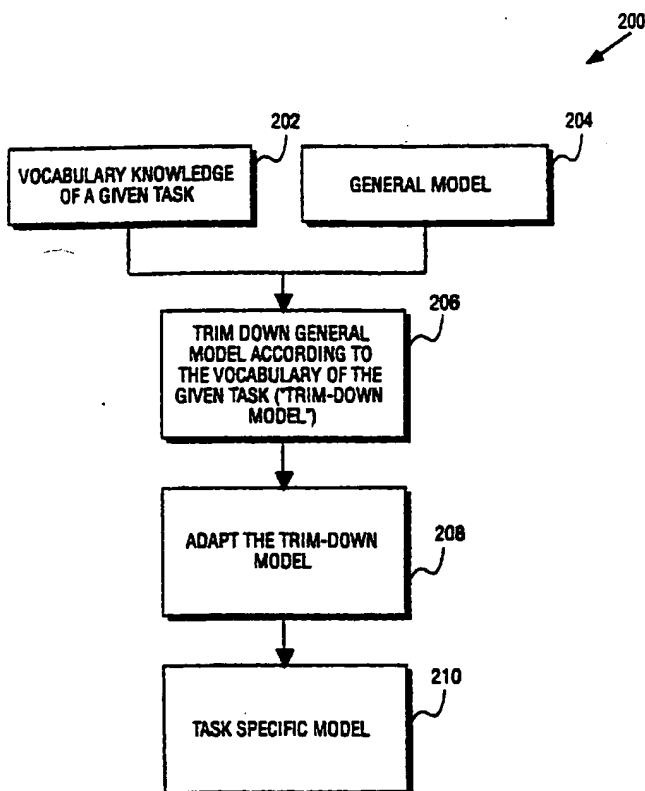 200
202
204
VOCABULARY KNOWLEDGE
OF A GIVEN TASK
GENERAL MODEL
206
TRIM DOWN GENERAL
MODEL ACCORDING TO
THE VOCABULARY OF THE
GIVEN TASK ("TRIM-DOWN
MODEL")
208
ADAPT THE TRIM-DOWN
MODEL
210
TASK SPECIFIC MODEL